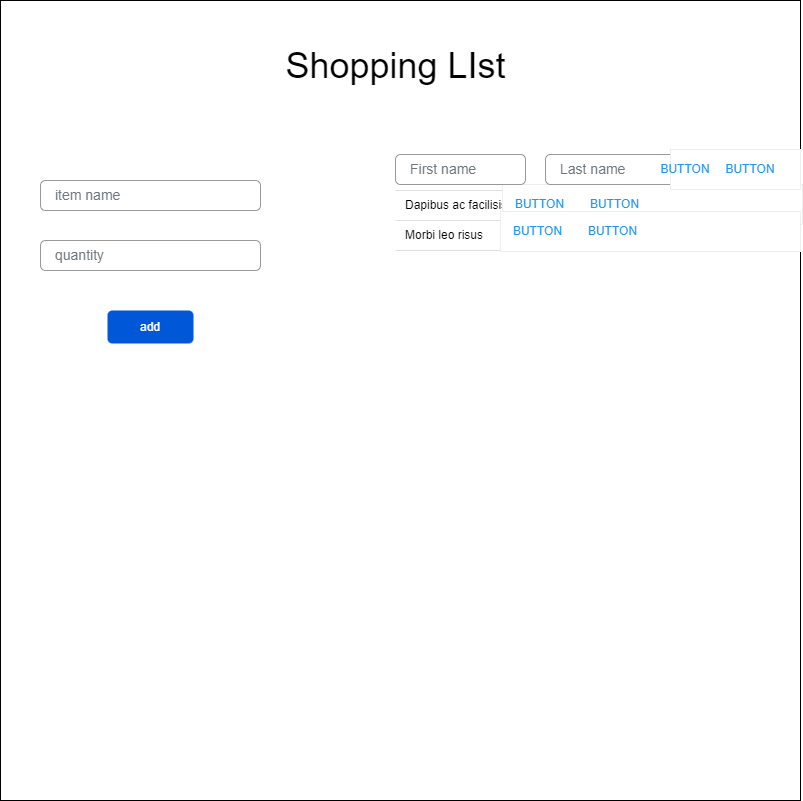 Shopping LIst
item name
quantity
add
First name
Last name
BUTTON BUTTON
Dapibus ac facilisi
BUTTON BUTTON
Morbi leo risus
BUTTON BUTTON